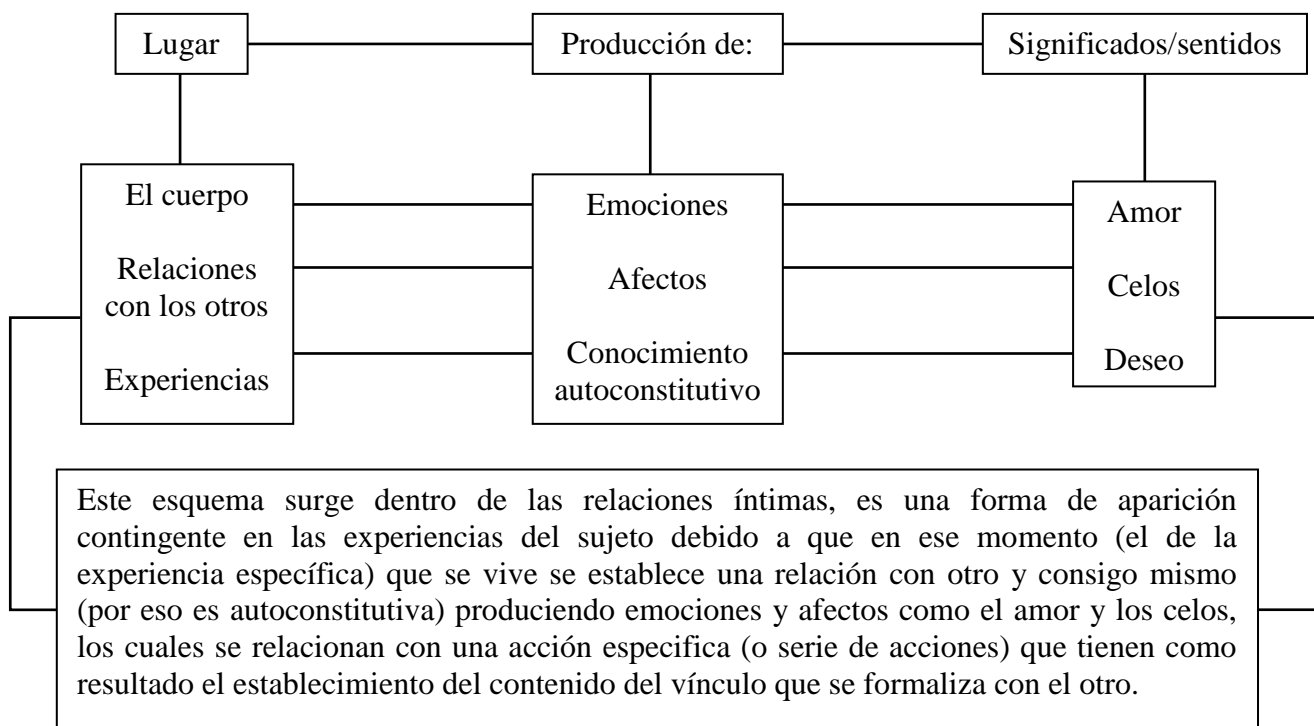 Lugar
Producción de:
Significados/sentidos
El cuerpo
Relaciones
con los otros
Experiencias
Emociones
Afectos
Conocimiento
autoconstitutivo
Amor
Celos
Deseo
Este esquema surge dentro de las relaciones íntimas, es una forma de aparición
contingente en las experiencias del sujeto debido a que en ese momento (el de la
experiencia específica) que se vive se establece una relación con otro y consigo mismo
(por eso es autoconstitutiva) produciendo emociones y afectos como el amor y los celos,
los cuales se relacionan con una acción especifica (o serie de acciones) que tienen como
resultado el establecimiento del contenido del vínculo que se formaliza con el otro.